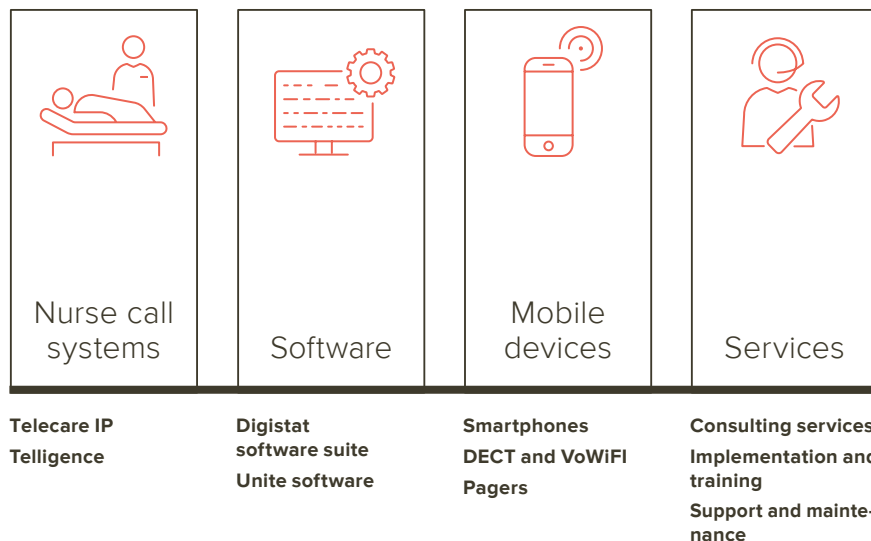 Nurse call
systems
Software
Mobile
devices
Services
Telecare IP
Telligence
Digistat
software suite
Unite software
Smartphones
DECT and VoWiFI
Pagers
Consulting services
Implementation and
training
Support and mainte-
nance